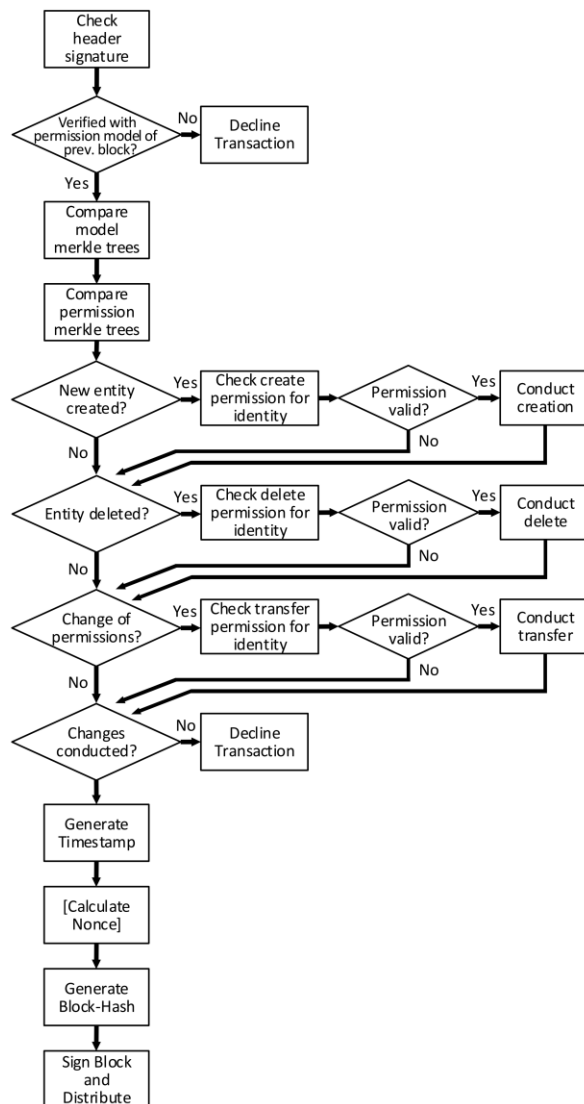 Check
header
signature
Verified with
permission model of
prev. block?
No
Decline
Transaction
Yes
Compare
model
merkle trees
Compare
permission
merkle trees
New entity
created?
Yes
Check create
permission for
identity
Permission
valid?
Yes
Conduct
creation
No
No
Entity deleted?
Yes
Check delete
permission for
identity
Permission
valid?
Yes
Conduct
delete
No
No
Change of
permissions?
Yes
Check transfer
permission for
identity
Permission
valid?
Yes
Conduct
transfer
No
No
Changes
conducted?
No
Decline
Transaction
Generate
Timestamp
[Calculate
Nonce]
Generate
Block-Hash
Sign Block
and
Distribute